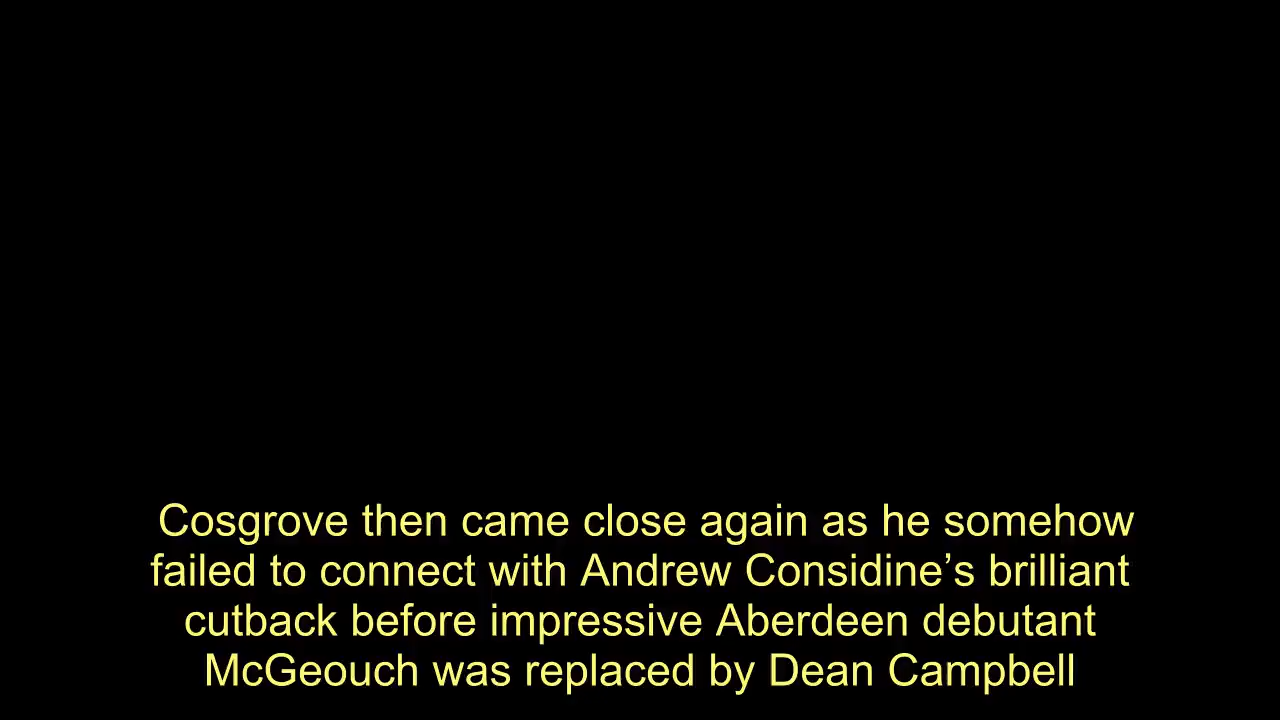 Cosgrove then came close again as he somehow
failed to connect with Andrew Considine’s brilliant
cutback before impressive Aberdeen debutant
McGeouch was replaced by Dean Campbell